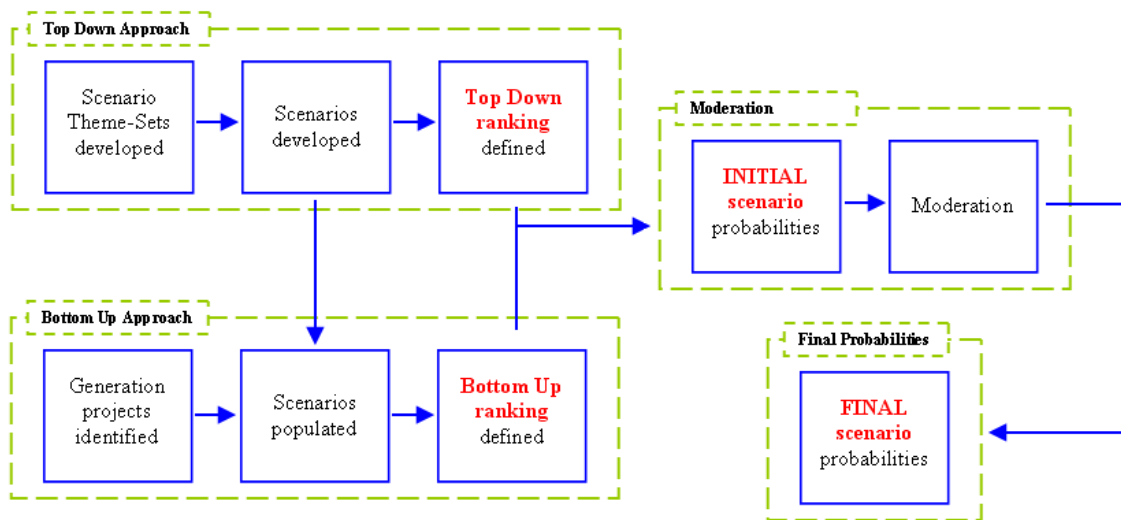 Top Down Approach
Scenario
Theme-Sets
developed
Scenarios
developed
Top Down
ranking
defined
Moderation
INITIAL
scenario
probabilities
Moderation
Bottom Up Approach
Generation
projects
identified
Scenarios
populated
Bottom Up
ranking
defined
Final Probabilities
FINAL
scenario
probabilities